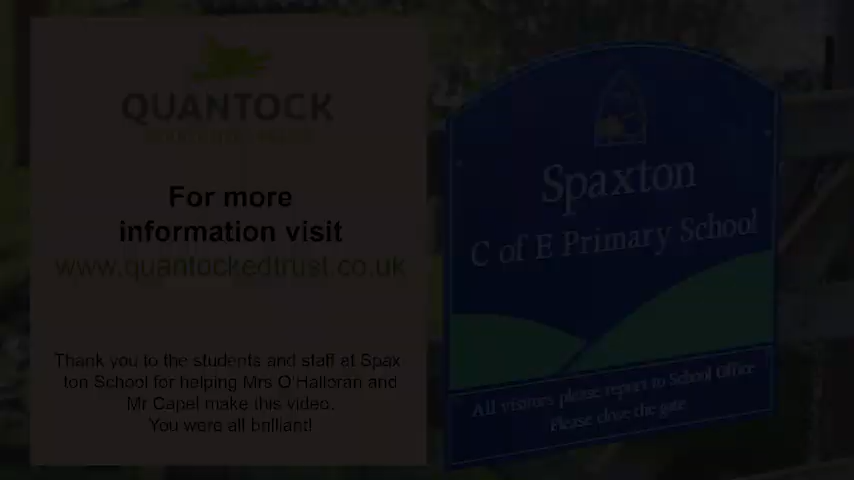 QUANTOCK
For more
information visit
www.quantockedtrust.co.uk
Thank you to the students and staff at Spax
ton School for helping Mrs O'Halloran and
Mr Capel make this video.
You were all brilliant!
Spaxton
C of E Primary School
All visitors please report to School Office
Please close the gate